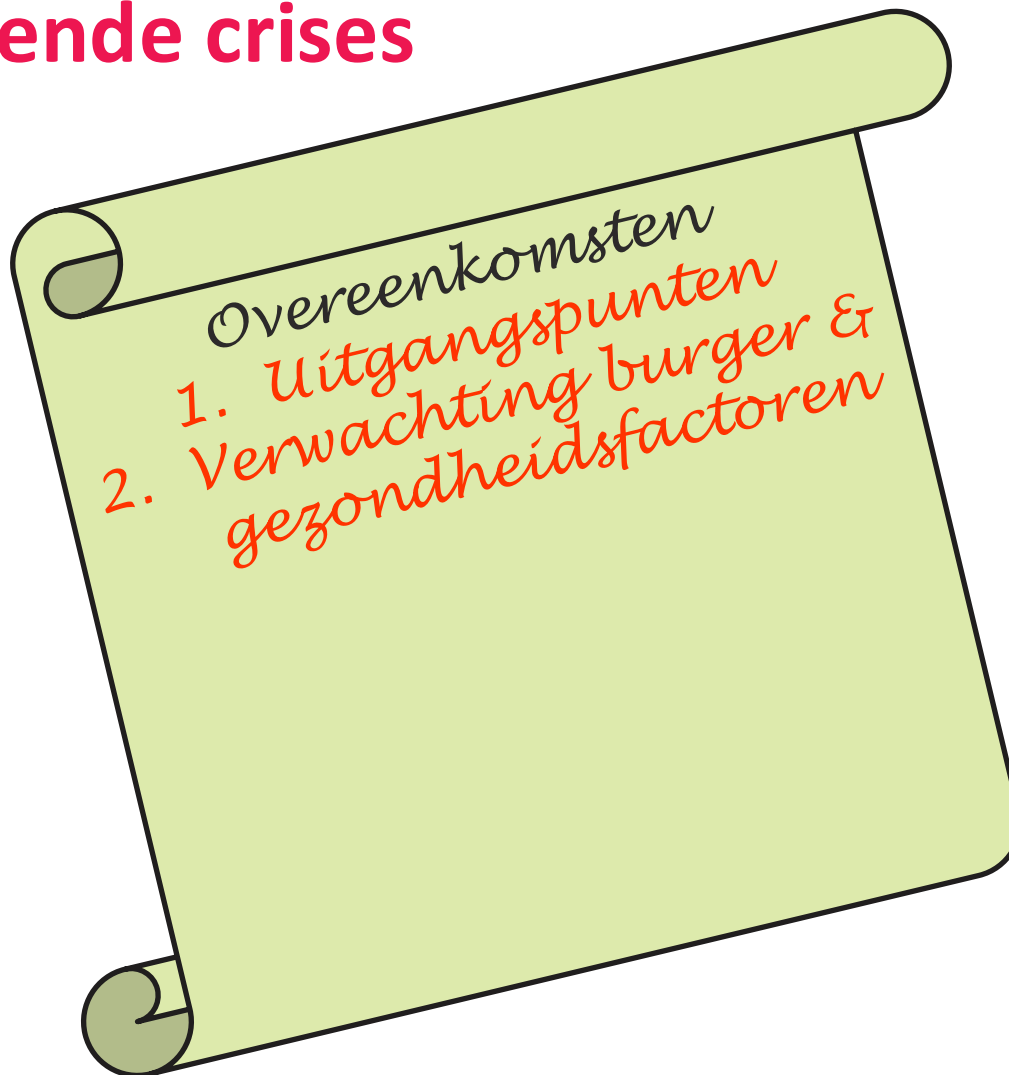 ende crises
Overeenkomsten
1. Uitgangspunten
2. Verwachting burger &
gezondheidsfactoren